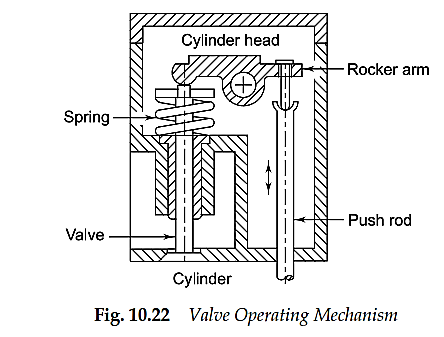 Cylinder head
Rocker arm
Spring
Push rod
Valve
Cylinder
Fig. 10.22 Valve Operating Mechanism